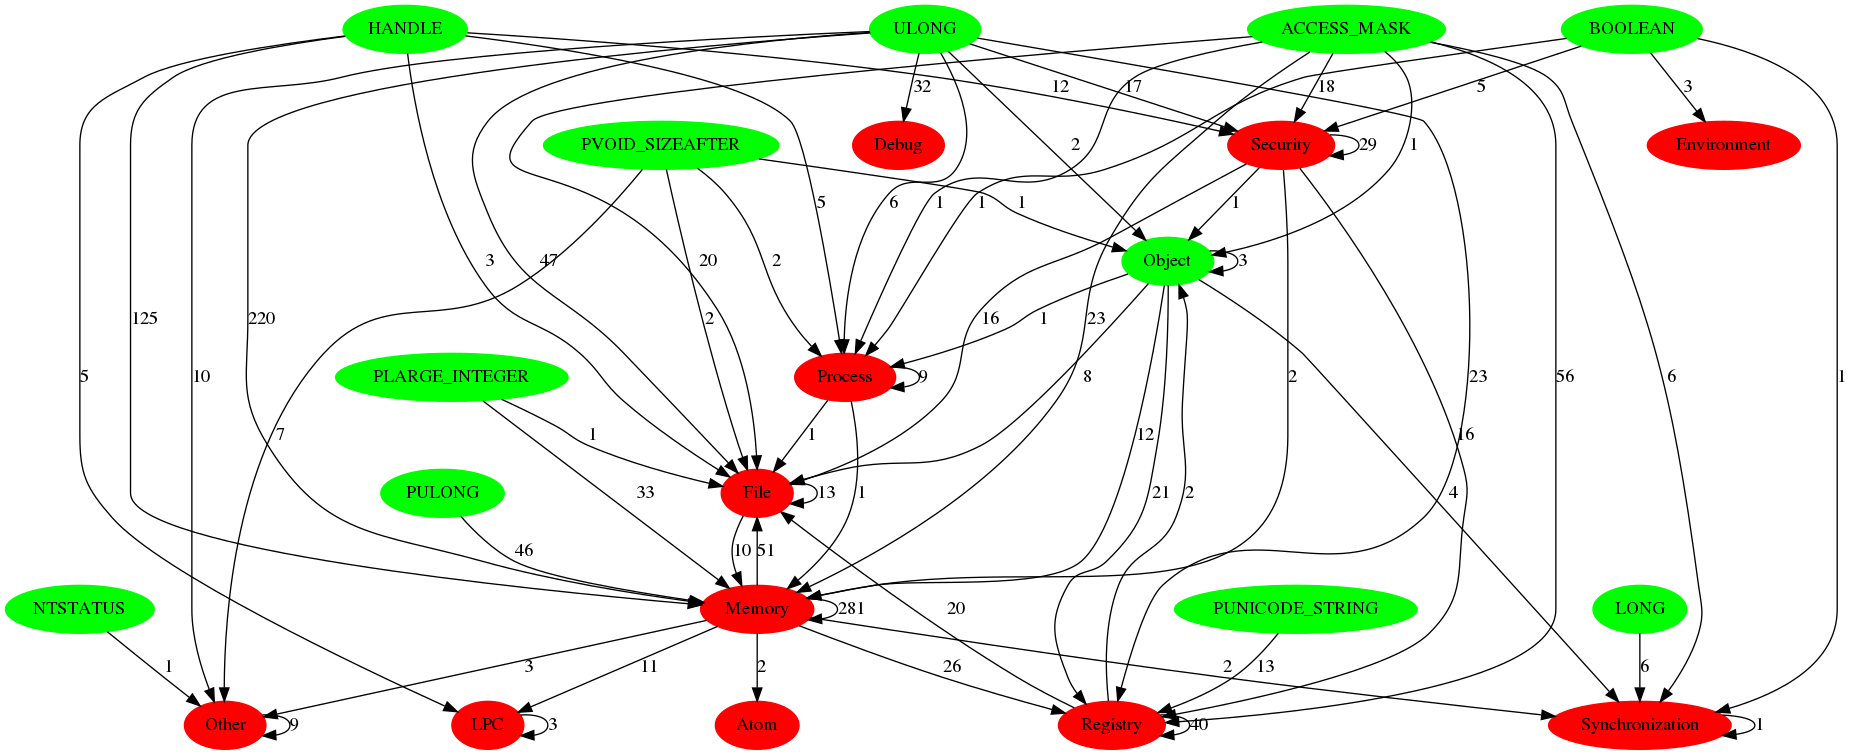 HANDLE
ULONG
ACCESS_MASK
BOOLEAN
32
12
17
18
5
3
PVOID_SIZEAFTER
Debug
Security
29
Environment
2
1
5
6
1
1
1
1
3
47
20
2
Object
3
125
220
2
16
1
23
PLARGE_INTEGER
Process
9
5
10
8
2
23
56
6
1
7
1
1
12
16
PULONG
33
File
13
1
21
2
4
46
10
51
NTSTATUS
Memory
281
20
PUNICODE_STRING
LONG
1
3
11
2
26
2
13
6
Other
9
LPC
3
Atom
Registry
40
Synchronization
1